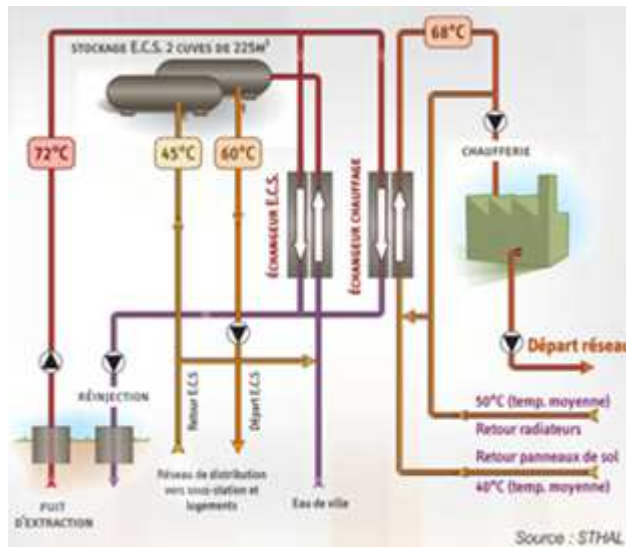 STOCKAGE E.C.S. 2 CUVES DE 225M³
68°C
72°C
45°C
60°C
CHAUFFERIE
ÉCHANGEUR E.C.S.
ÉCHANGEUR CHAUFFAGE
Départ réseau
RÉINJECTION
Retour E.C.S
Départ E.C.S
50°C (temp. moyenne)
Retour radiateurs
Retour panneaux de sol
40°C (temp. moyenne)
PUIT
D'EXTRACTION
Réseau de distribution
vers sous-station et
logements
Eau de ville
Source : STHAL